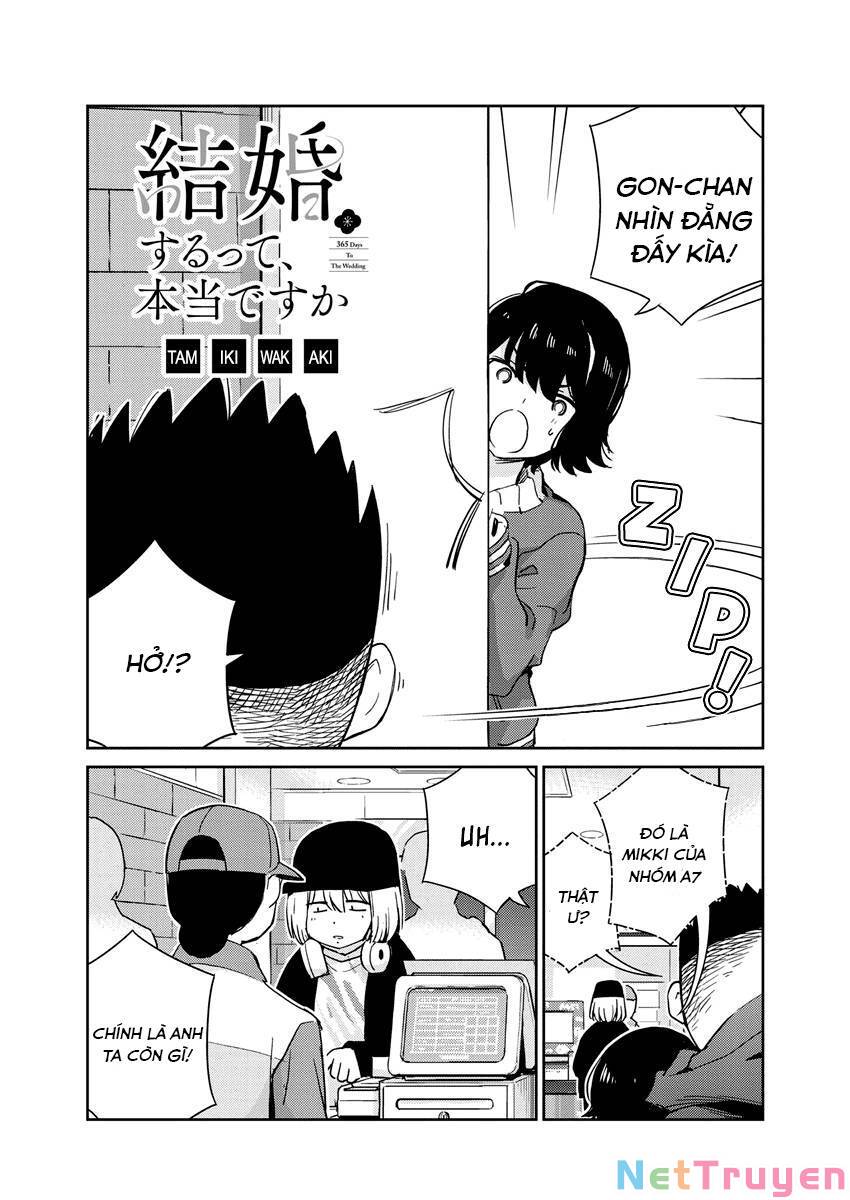 結婚
するって、
本当ですか
365 Days
To
The Wedding
TAM IKI WAK AKI
GON-CHAN
NHÌN ĐẲNG
ĐẤY KÌA!
ZIP!
HỞ!?
ĐÓ LÀ
MIKKI CỦA
NHÓM A7
THẬT
Ư?
UH...
CHÍNH LÀ ANH
TA CÒN GÌ!
NetTruyen